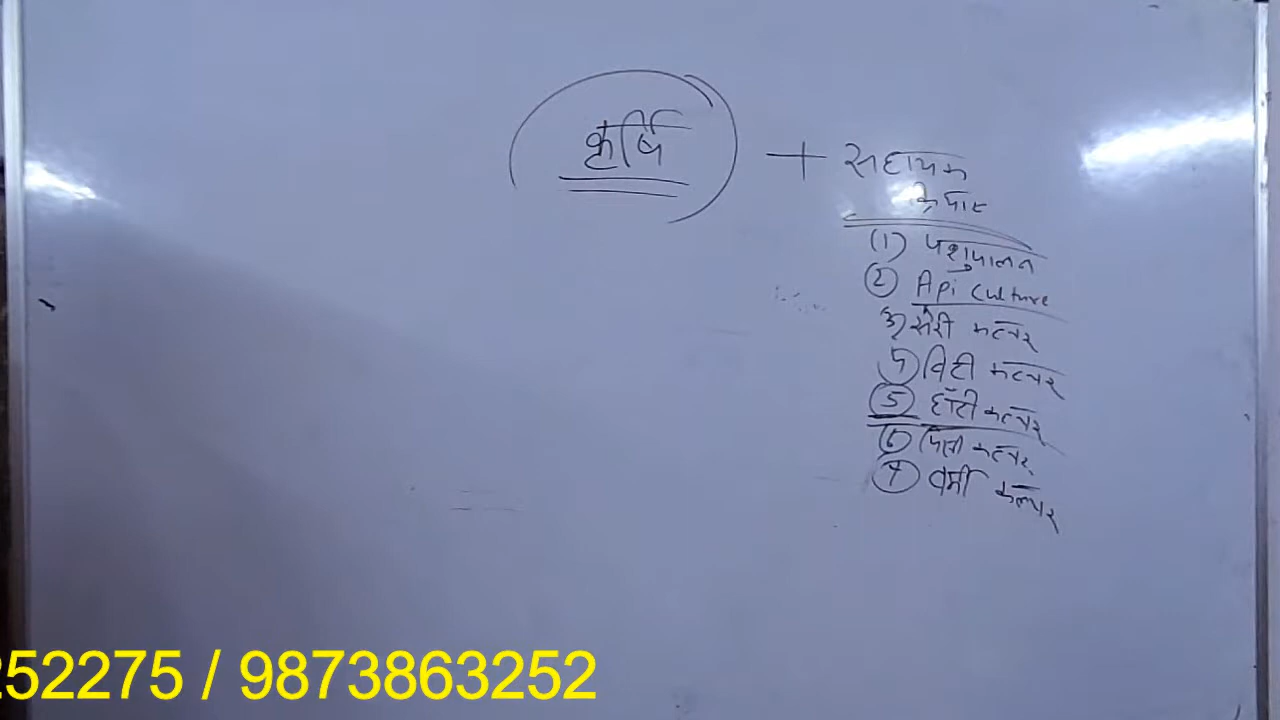 कृषि + सहायक
क्रियाएं
(1) पशुपालन
(2) Api culture
(3) सेरी कल्चर
(4) विटी कल्चर
(5) हॉर्टी कल्चर
(6) पिसी कल्चर
(7) वर्मी कल्चर
252275 / 9873863252